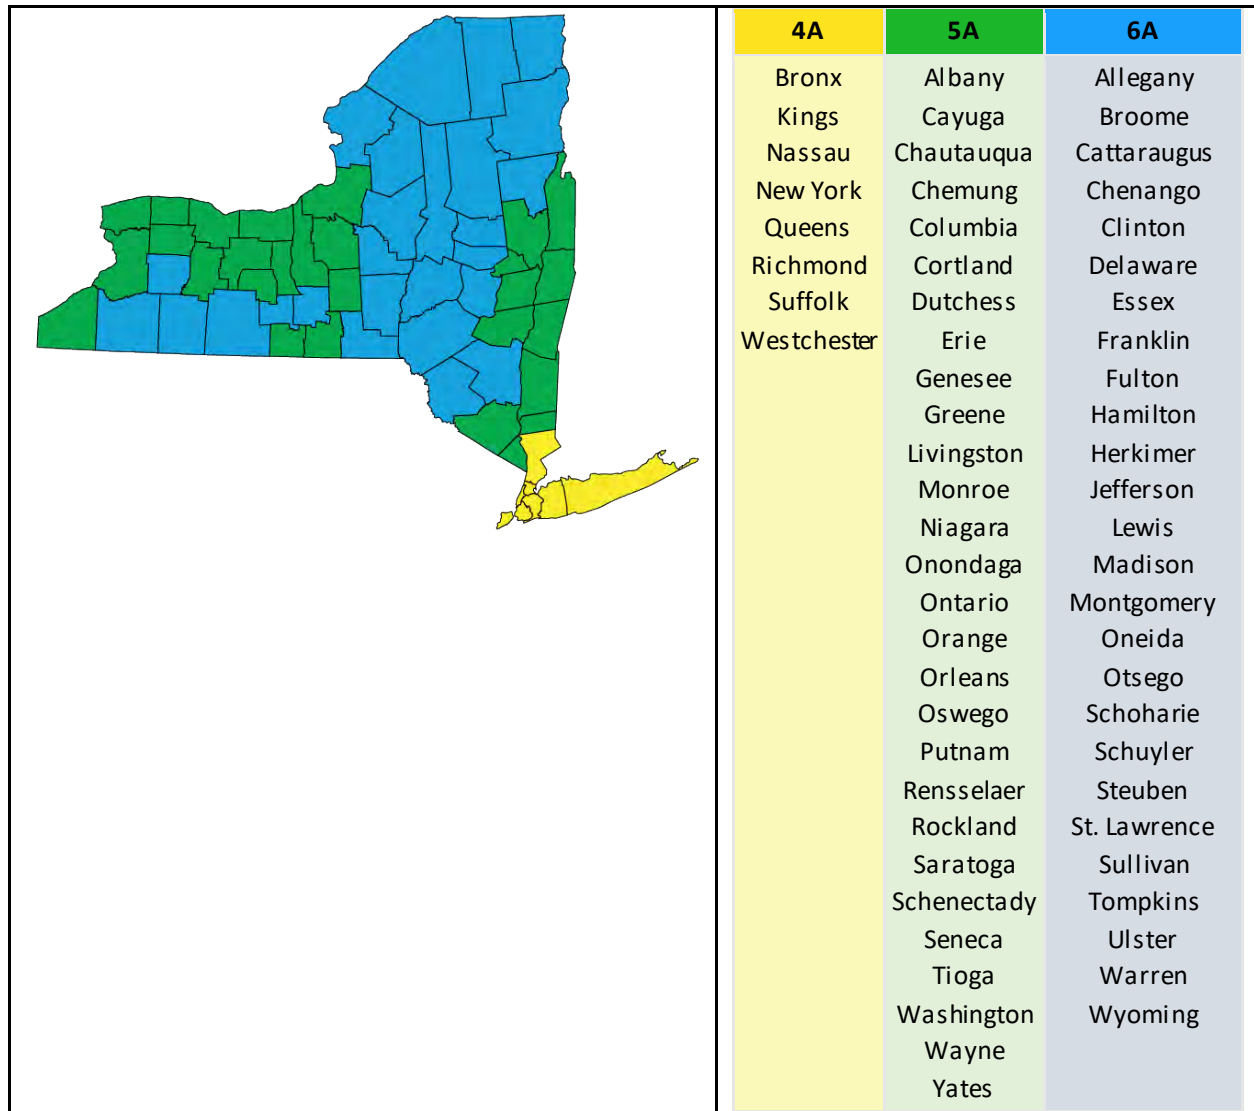 4A 5A 6A
Bronx Albany Allegany
Kings Cayuga Broome
Nassau Chautauqua Cattaraugus
New York Chemung Chenango
Queens Columbia Clinton
Richmond Cortland Delaware
Suffolk Dutchess Essex
Westchester Erie Franklin
Genesee Fulton
Greene Hamilton
Livingston Herkimer
Monroe Jefferson
Niagara Lewis
Onondaga Madison
Ontario Montgomery
Orange Oneida
Orleans Otsego
Oswego Schoharie
Putnam Schuyler
Rensselaer Steuben
Rockland St. Lawrence
Saratoga Sullivan
Schenectady Tompkins
Seneca Ulster
Tioga Warren
Washington Wyoming
Wayne
Yates